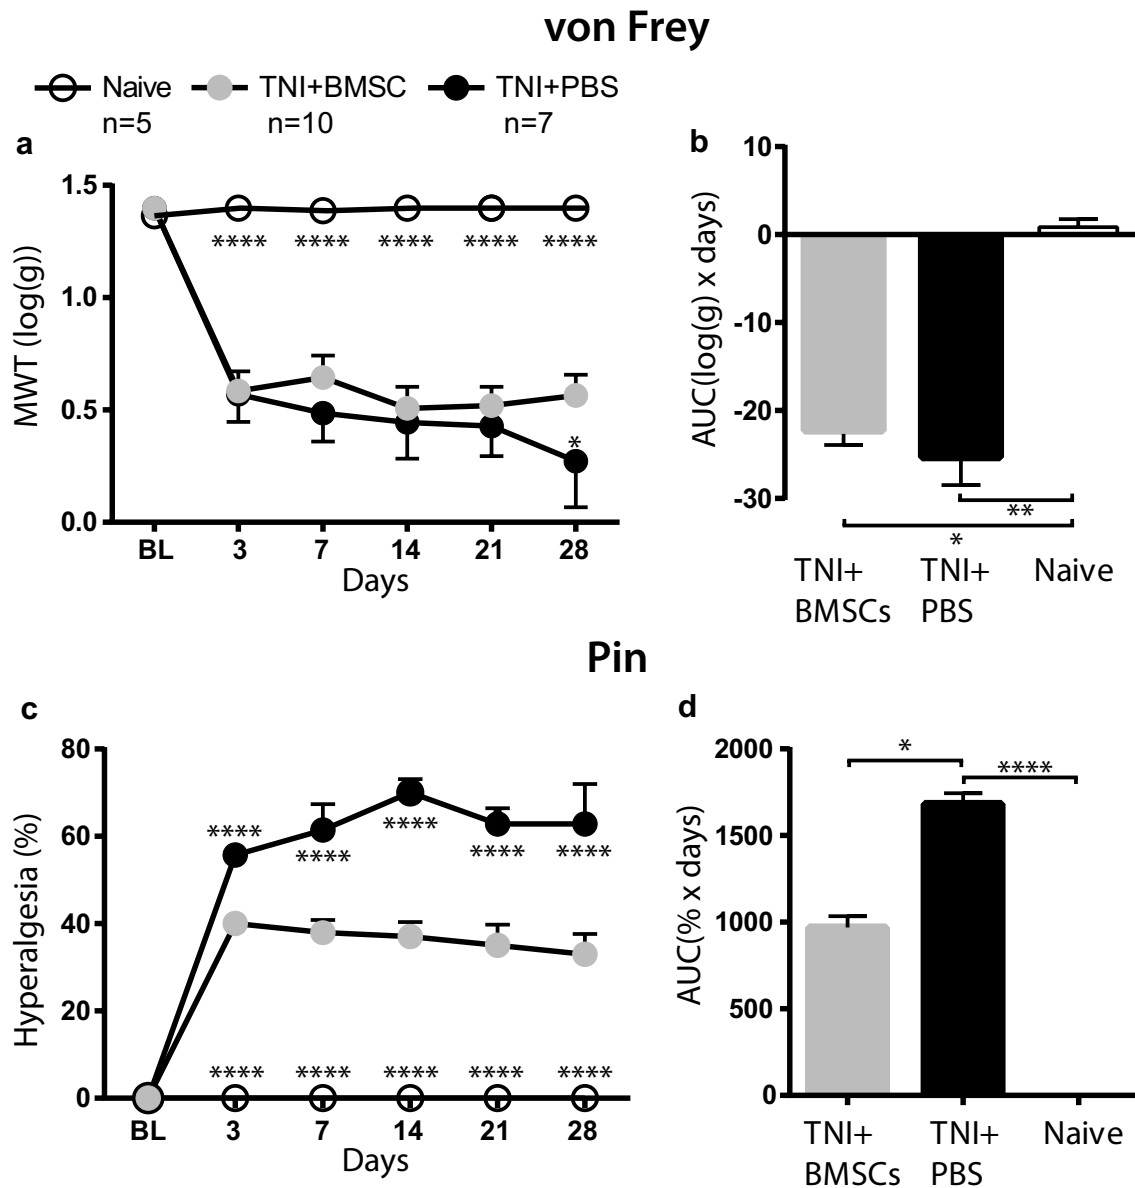 von Frey
Naive TNI+BMSC TNI+PBS
n=5 n=10 n=7
a
MWT (log(g))
1.5
1.0
0.5
0.0
**** **** **** **** ****
*
BL 3 7 14 21 28
Days
b
AUC(log(g) x days)
10
0
-10
-20
-30
**
*
TNI+ TNI+ Naive
BMSCs PBS
Pin
c
Hyperalgesia (%)
80
60
40
20
0
**** **** **** **** ****
**** **** **** **** ****
BL 3 7 14 21 28
Days
d
AUC(% x days)
2000
1500
1000
500
0
* ****
TNI+ TNI+ Naive
BMSCs PBS